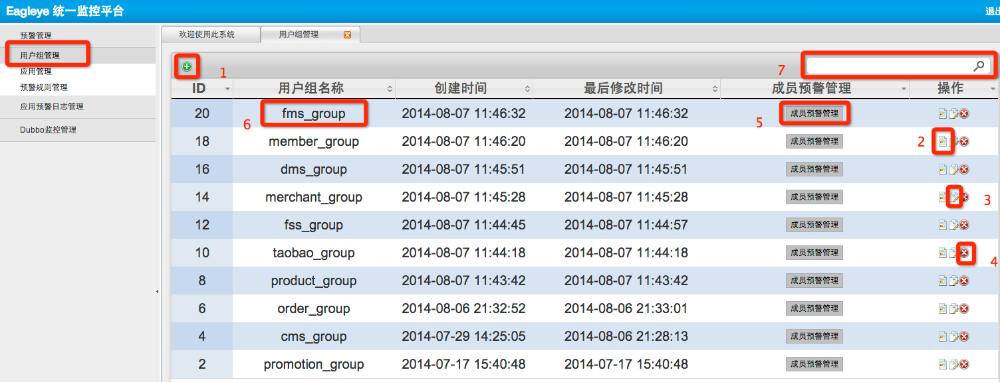 Eagleye 统一监控平台
退出
预警管理
用户组管理
应用管理
预警规则管理
应用预警日志管理
Dubbo监控管理
欢迎使用此系统 用户组管理
1 7
ID 用户组名称 创建时间 最后修改时间 成员预警管理 操作
20 fms_group 2014-08-07 11:46:32 2014-08-07 11:46:32 成员预警管理
6 5
18 member_group 2014-08-07 11:46:20 2014-08-07 11:46:20 成员预警管理 2
16 dms_group 2014-08-07 11:45:51 2014-08-07 11:45:51 成员预警管理
14 merchant_group 2014-08-07 11:45:28 2014-08-07 11:45:28 成员预警管理 3
12 fss_group 2014-08-07 11:44:45 2014-08-07 11:44:57 成员预警管理
10 taobao_group 2014-08-07 11:44:18 2014-08-07 11:44:18 成员预警管理 4
8 product_group 2014-08-07 11:43:42 2014-08-07 11:43:42 成员预警管理
6 order_group 2014-08-06 21:32:52 2014-08-06 21:33:01 成员预警管理
4 cms_group 2014-07-29 14:25:05 2014-08-06 21:28:13 成员预警管理
2 promotion_group 2014-07-17 15:40:48 2014-07-17 15:40:48 成员预警管理